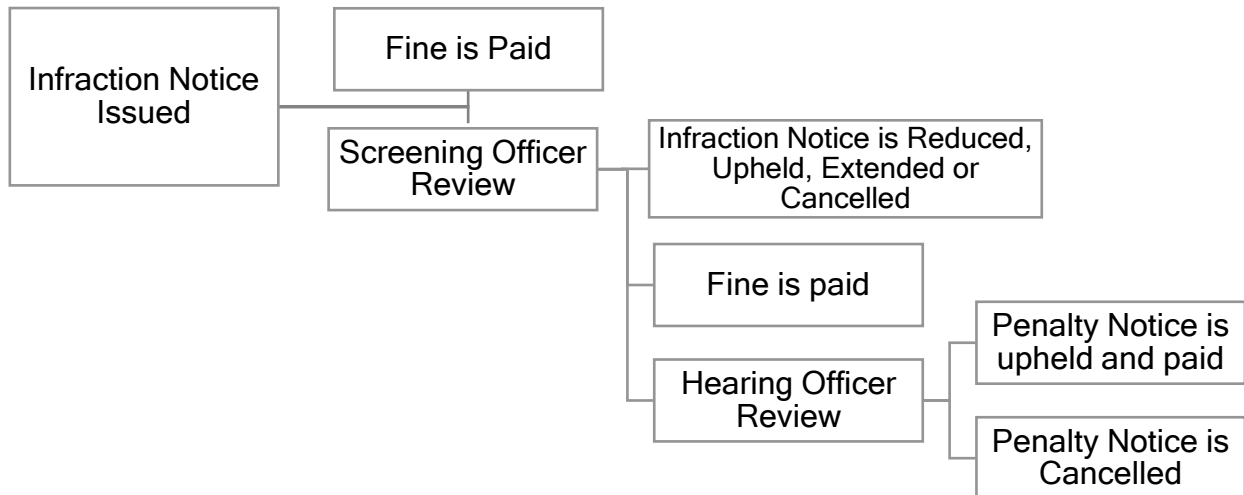 Infraction Notice
Issued
Fine is Paid
Screening Officer
Review
Infraction Notice is Reduced,
Upheld, Extended or
Cancelled
Fine is paid
Hearing Officer
Review
Penalty Notice is
upheld and paid
Penalty Notice is
Cancelled